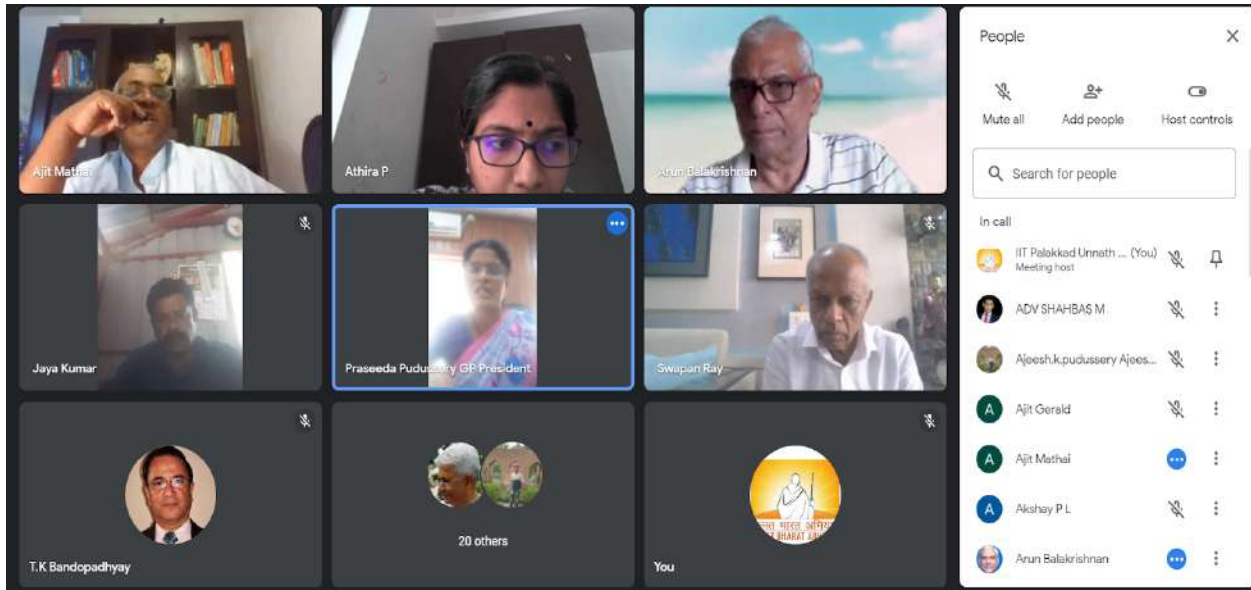 Ajit Mathai
Athira P
Arun Balakrishnan
Jaya Kumar
Praseeda Pudussery GP President
Swapan Ray
T.K Bandopadhyay
20 others
You
People
Mute all
Add people
Host controls
Search for people
In call
IIT Palakkad Unnath ... (You)
Meeting host
ADV SHAHBAS M
Ajeesh.k.pudussery Ajees...
A
Ajit Gerald
A
Ajit Mathai
A
Akshay P L
Arun Balakrishnan